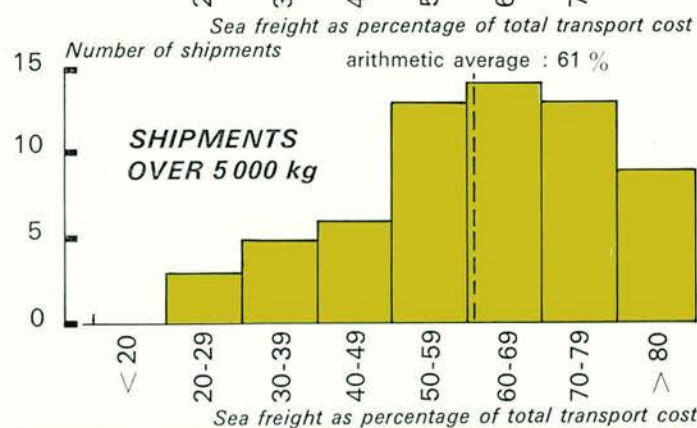 Sea freight as percentage of total transport cost
Number of shipments
arithmetic average : 61 %
15
10
5
0
SHIPMENTS
OVER 5 000 kg
< 20
20-29
30-39
40-49
50-59
60-69
70-79
> 80
Sea freight as percentage of total transport cost